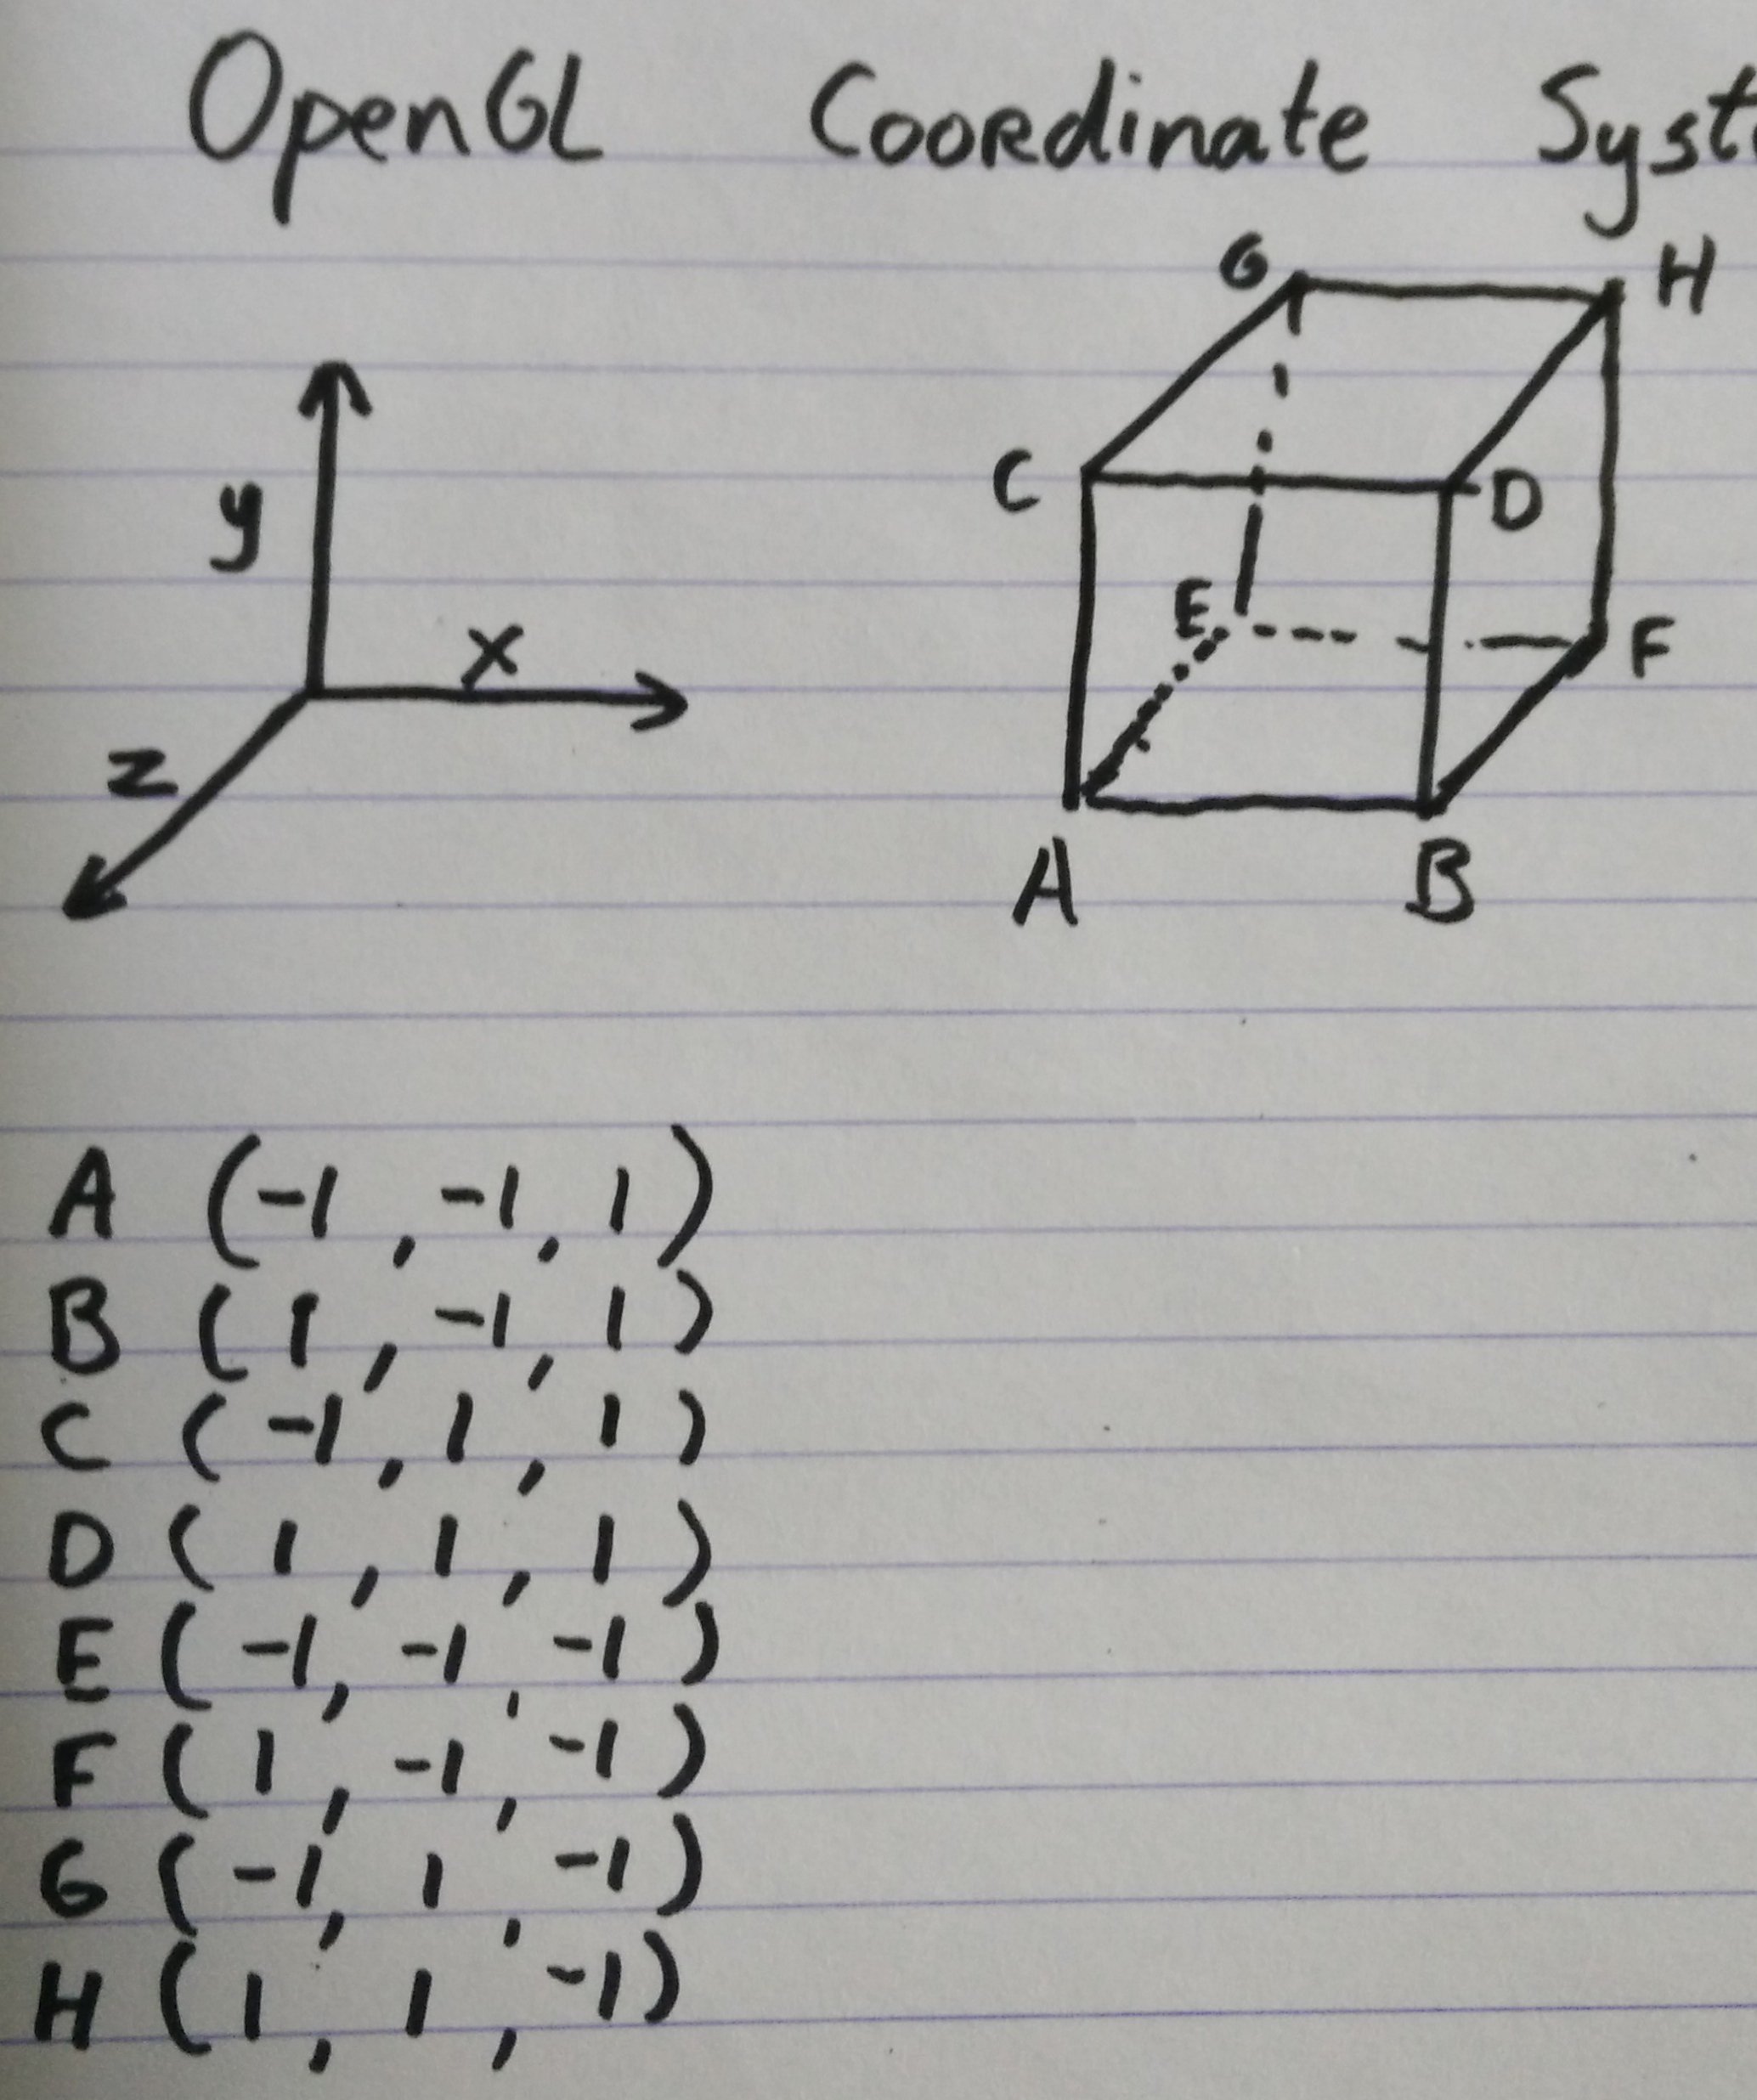 OpenGL Coordinate Syst
G H
y
C D
x
E F
z
A B
A (-1, -1, 1)
B (1, -1, 1)
C (-1, 1, 1)
D (1, 1, 1)
E (-1, -1, -1)
F (1, -1, -1)
G (-1, 1, -1)
H (1, 1, -1)